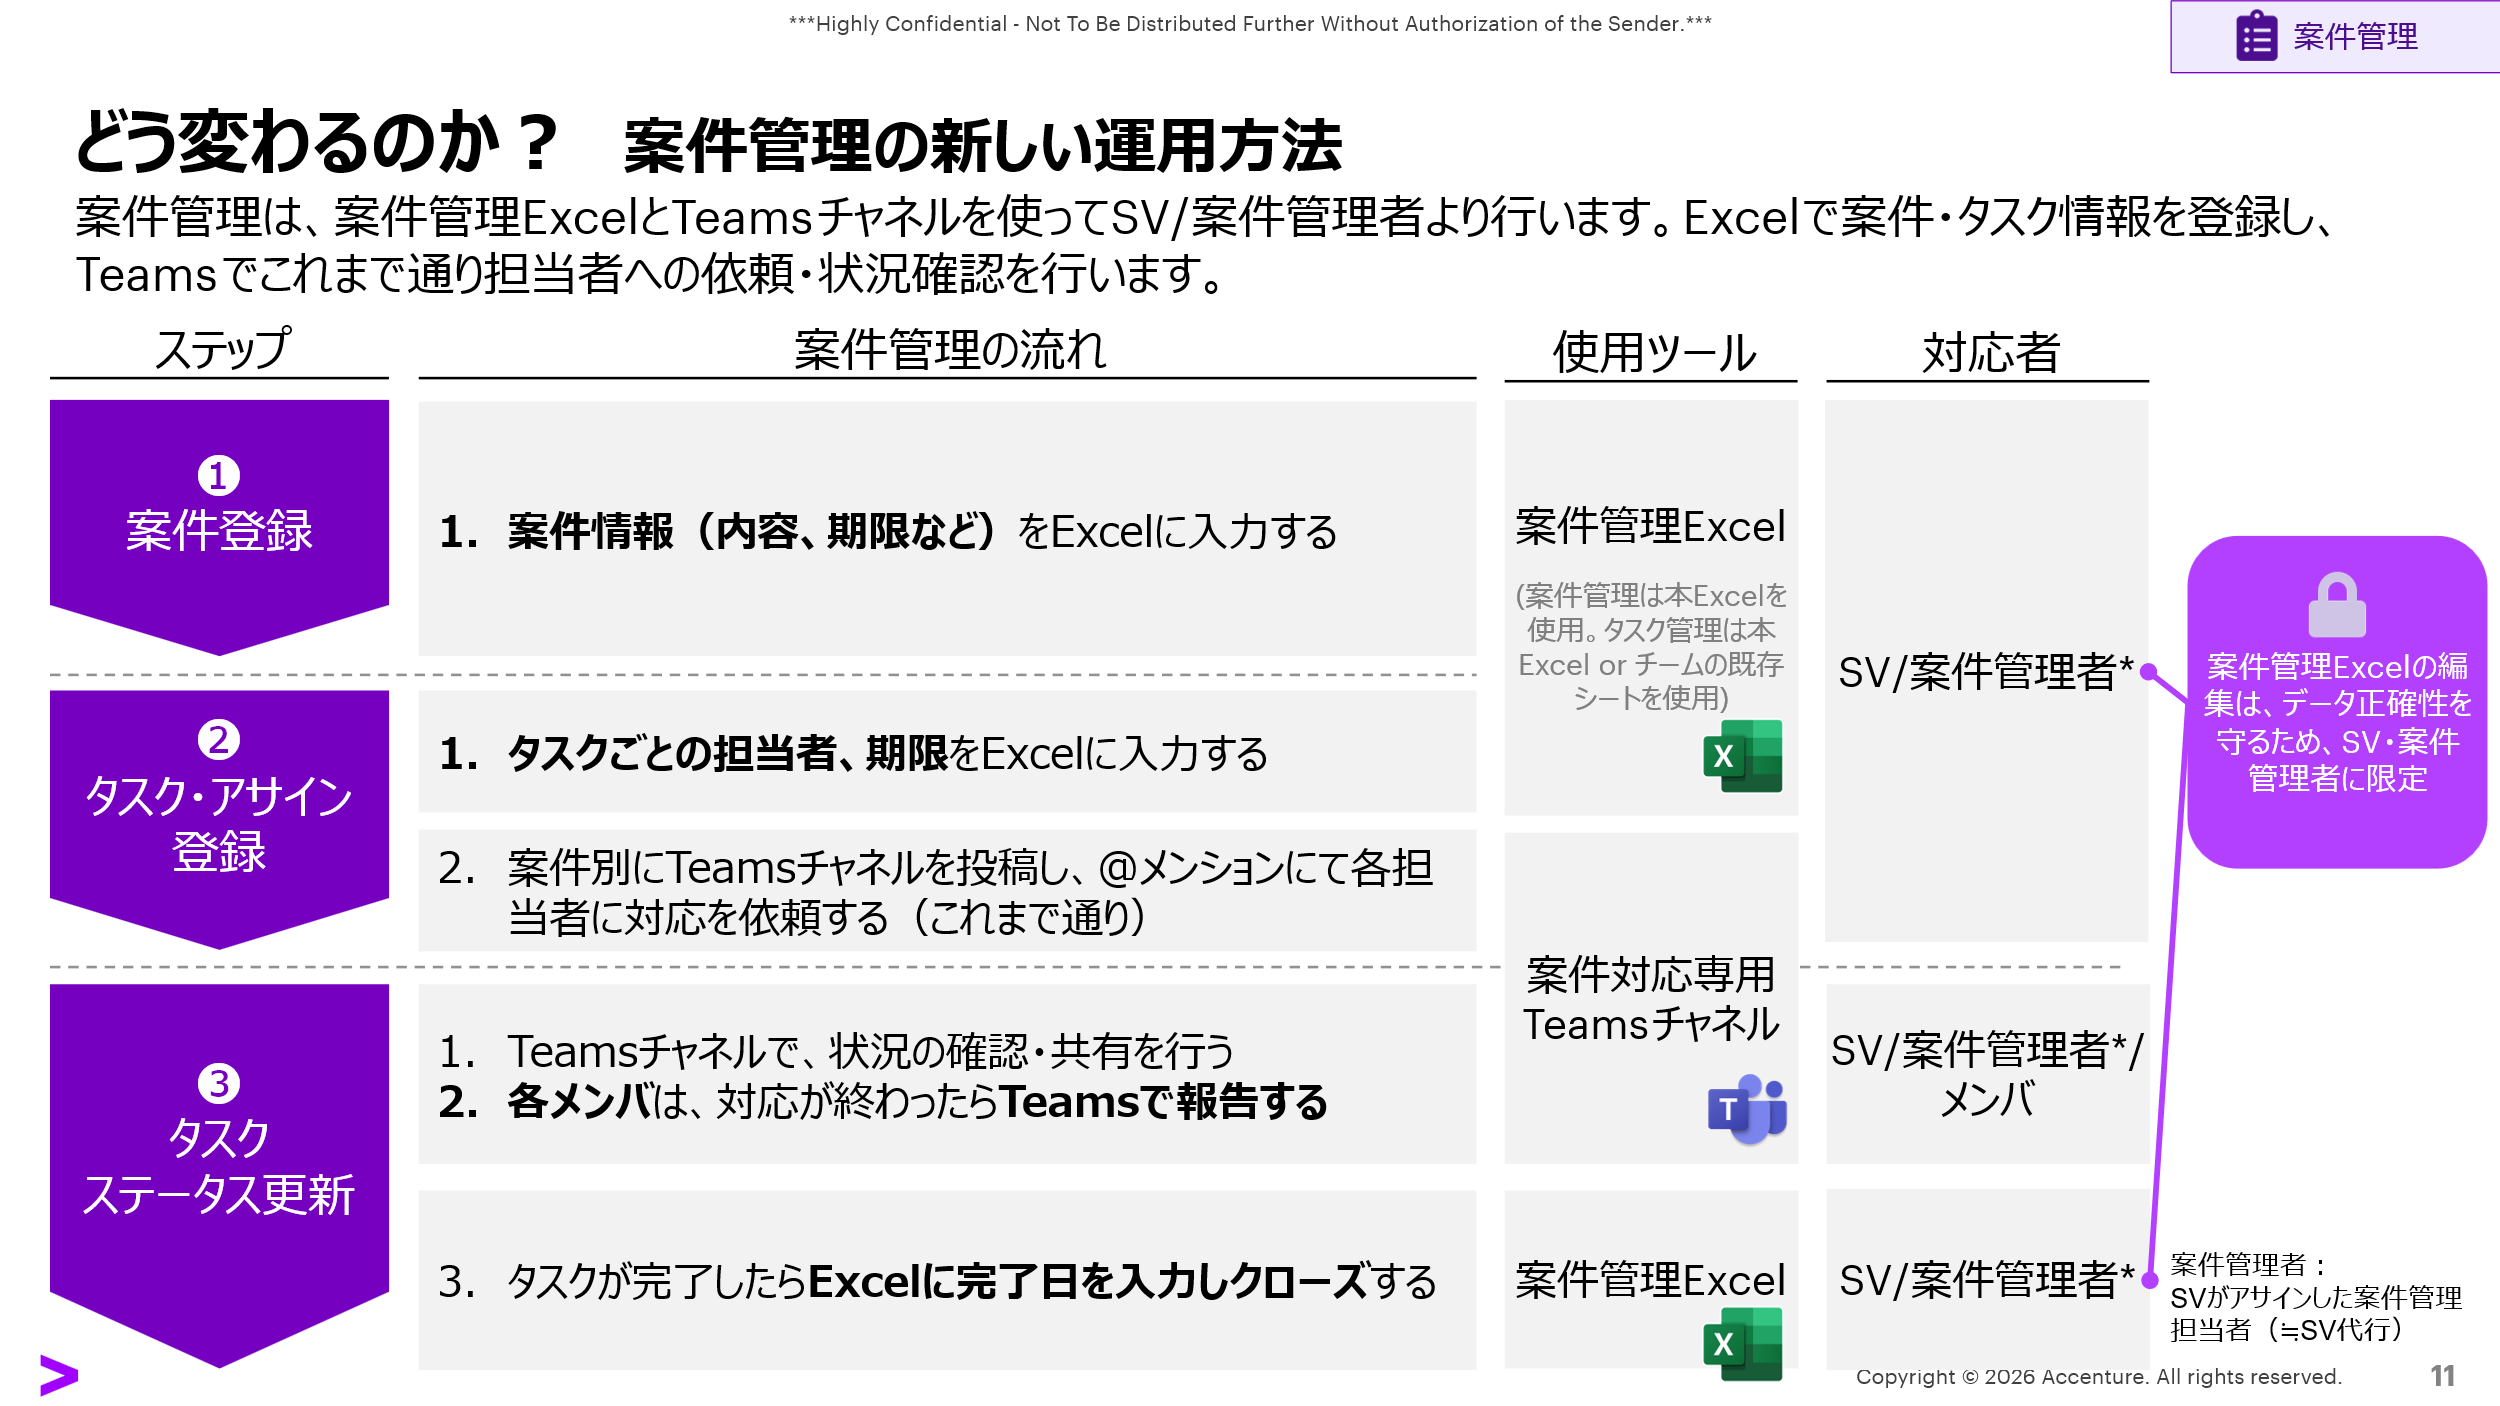 ***Highly Confidential - Not To Be Distributed Further Without Authorization of the Sender.***
案件管理
どう変わるのか？　案件管理の新しい運用方法
案件管理は、案件管理ExcelとTeamsチャネルを使ってSV/案件管理者より行います。Excelで案件・タスク情報を登録し、
Teamsでこれまで通り担当者への依頼・状況確認を行います。
ステップ
案件管理の流れ
使用ツール
対応者
❶
案件登録
1. 案件情報（内容、期限など）をExcelに入力する
案件管理Excel
(案件管理は本Excelを
使用。タスク管理は本
Excel or チームの既存
シートを使用)
X
SV/案件管理者*
案件管理Excelの編
集は、データ正確性を
守るため、SV・案件
管理者に限定
❷
タスク・アサイン
登録
1. タスクごとの担当者、期限をExcelに入力する
2. 案件別にTeamsチャネルを投稿し、@メンションにて各担
当者に対応を依頼する（これまで通り）
案件対応専用
Teamsチャネル
T
❸
タスク
ステータス更新
1. Teamsチャネルで、状況の確認・共有を行う
2. 各メンバは、対応が終わったらTeamsで報告する
SV/案件管理者*/
メンバ
3. タスクが完了したらExcelに完了日を入力しクローズする
案件管理Excel
X
SV/案件管理者*
案件管理者：
SVがアサインした案件管理
担当者（≒SV代行）
>
Copyright © 2026 Accenture. All rights reserved.
11